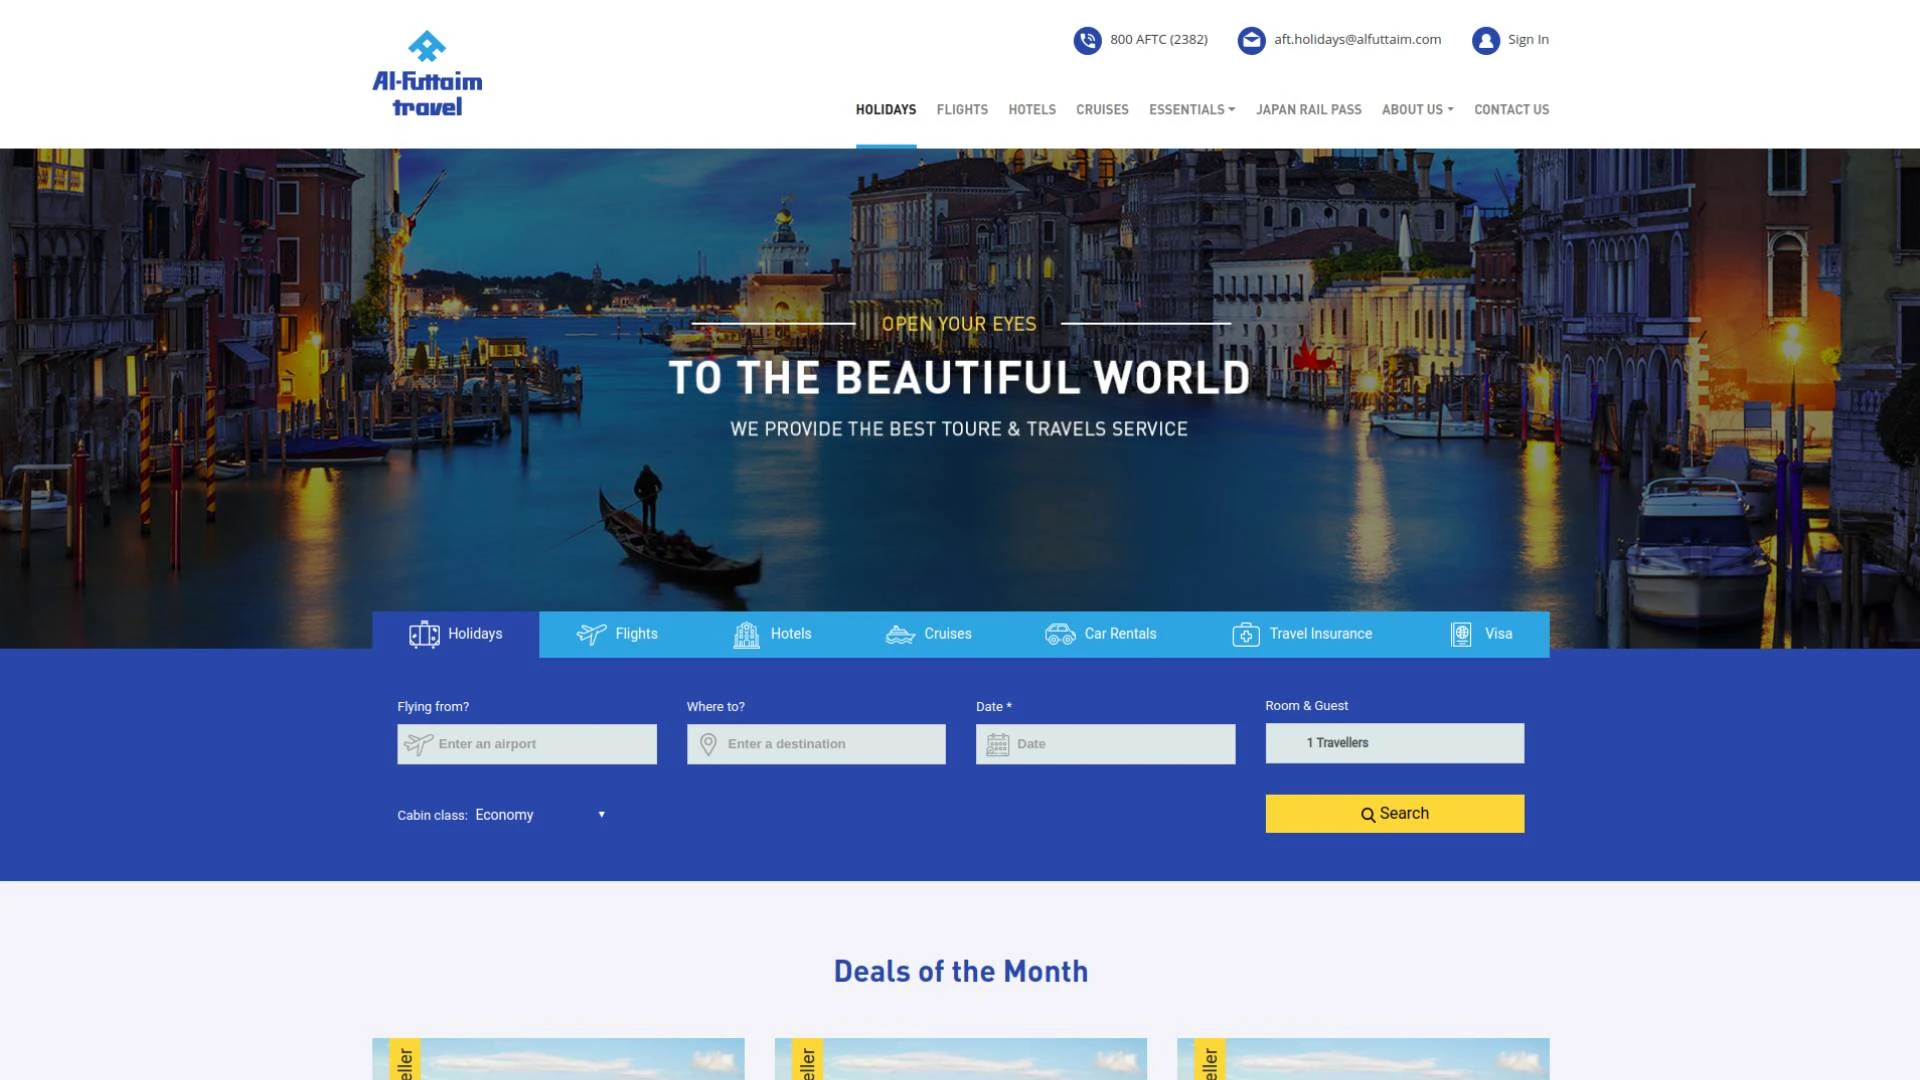 800 AFTC (2382)
aft.holidays@alfuttaim.com
Sign In
Al-Futtaim
travel
HOLIDAYS
FLIGHTS
HOTELS
CRUISES
ESSENTIALS
JAPAN RAIL PASS
ABOUT US
CONTACT US
OPEN YOUR EYES
TO THE BEAUTIFUL WORLD
WE PROVIDE THE BEST TOURE & TRAVELS SERVICE
Holidays
Flights
Hotels
Cruises
Car Rentals
Travel Insurance
Visa
Flying from?
Where to?
Date *
Room & Guest
Enter an airport
Enter a destination
Date
1 Travellers
Cabin class: Economy
Search
Deals of the Month
eller
eller
eller